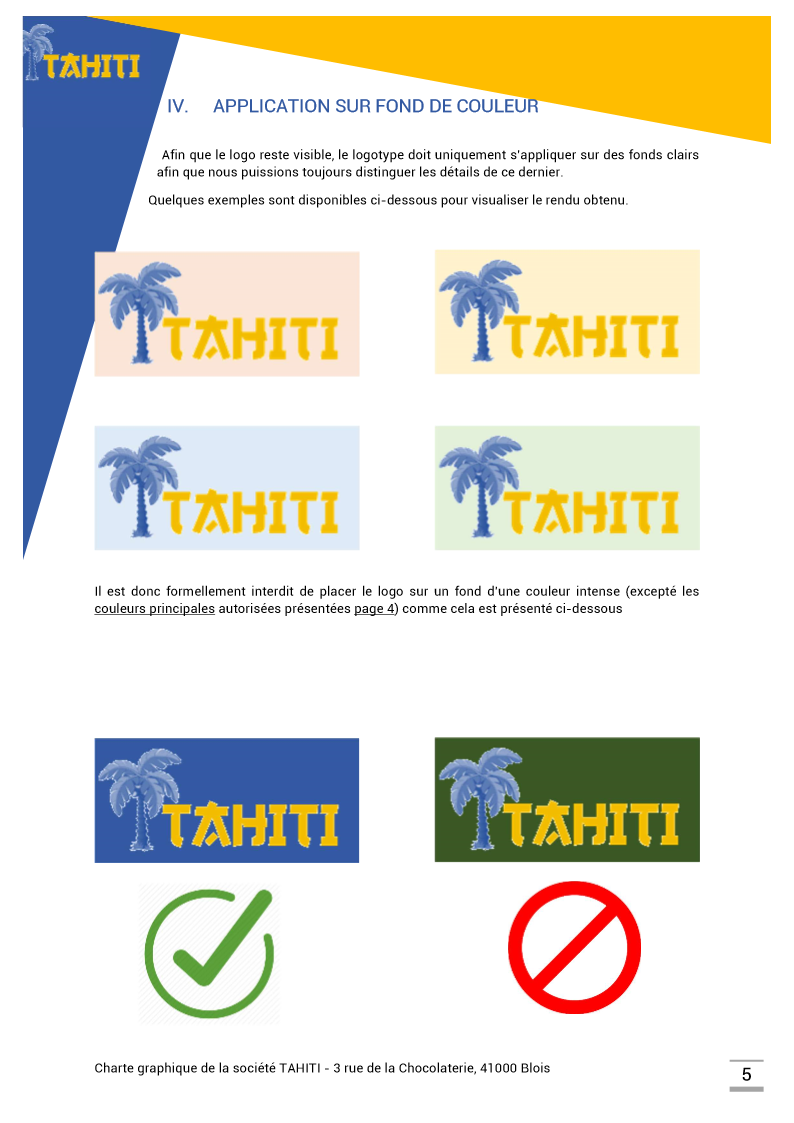 TAHITI
IV. APPLICATION SUR FOND DE COULEUR
Afin que le logo reste visible, le logotype doit uniquement s'appliquer sur des fonds clairs
afin que nous puissions toujours distinguer les détails de ce dernier.
Quelques exemples sont disponibles ci-dessous pour visualiser le rendu obtenu.
TAHITI
TAHITI
TAHITI
TAHITI
Il est donc formellement interdit de placer le logo sur un fond d'une couleur intense (excepté les
couleurs principales autorisées présentées page 4) comme cela est présenté ci-dessous
TAHITI
TAHITI
Charte graphique de la société TAHITI - 3 rue de la Chocolaterie, 41000 Blois
5